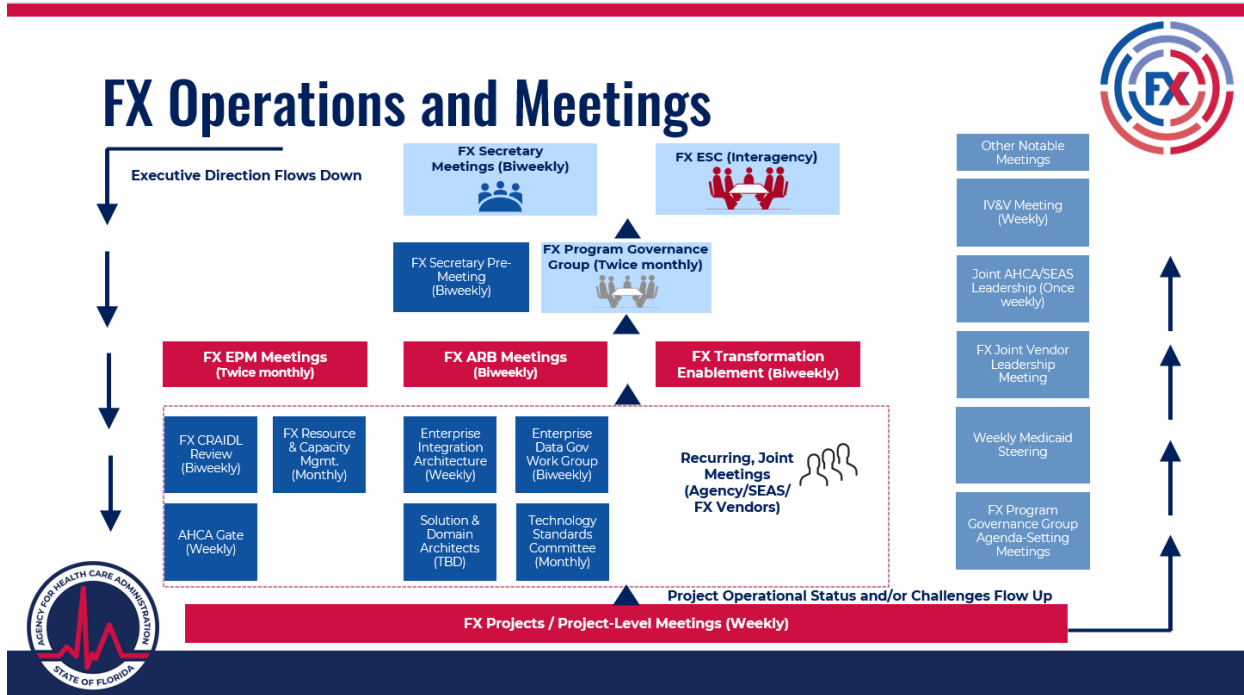 FX Operations and Meetings
FX
Executive Direction Flows Down
FX Secretary
Meetings (Biweekly)
FX ESC (Interagency)
FX Secretary Pre-
Meeting
(Biweekly)
FX Program Governance
Group (Twice monthly)
FX EPM Meetings
(Twice monthly)
FX ARB Meetings
(Biweekly)
FX Transformation
Enablement (Biweekly)
FX CRAIDL
Review
(Biweekly)
FX Resource
& Capacity
Mgmt.
(Monthly)
Enterprise
Integration
Architecture
(Weekly)
Enterprise
Data Gov
Work Group
(Biweekly)
AHCA Gate
(Weekly)
Solution &
Domain
Architects
(TBD)
Technology
Standards
Committee
(Monthly)
Recurring, Joint
Meetings
(Agency/SEAS/
FX Vendors)
Project Operational Status and/or Challenges Flow Up
FX Projects / Project-Level Meetings (Weekly)
Other Notable
Meetings
IV&V Meeting
(Weekly)
Joint AHCA/SEAS
Leadership (Once
weekly)
FX Joint Vendor
Leadership
Meeting
Weekly Medicaid
Steering
FX Program
Governance Group
Agenda-Setting
Meetings
AGENCY FOR HEALTH CARE ADMINISTRATION
STATE OF FLORIDA